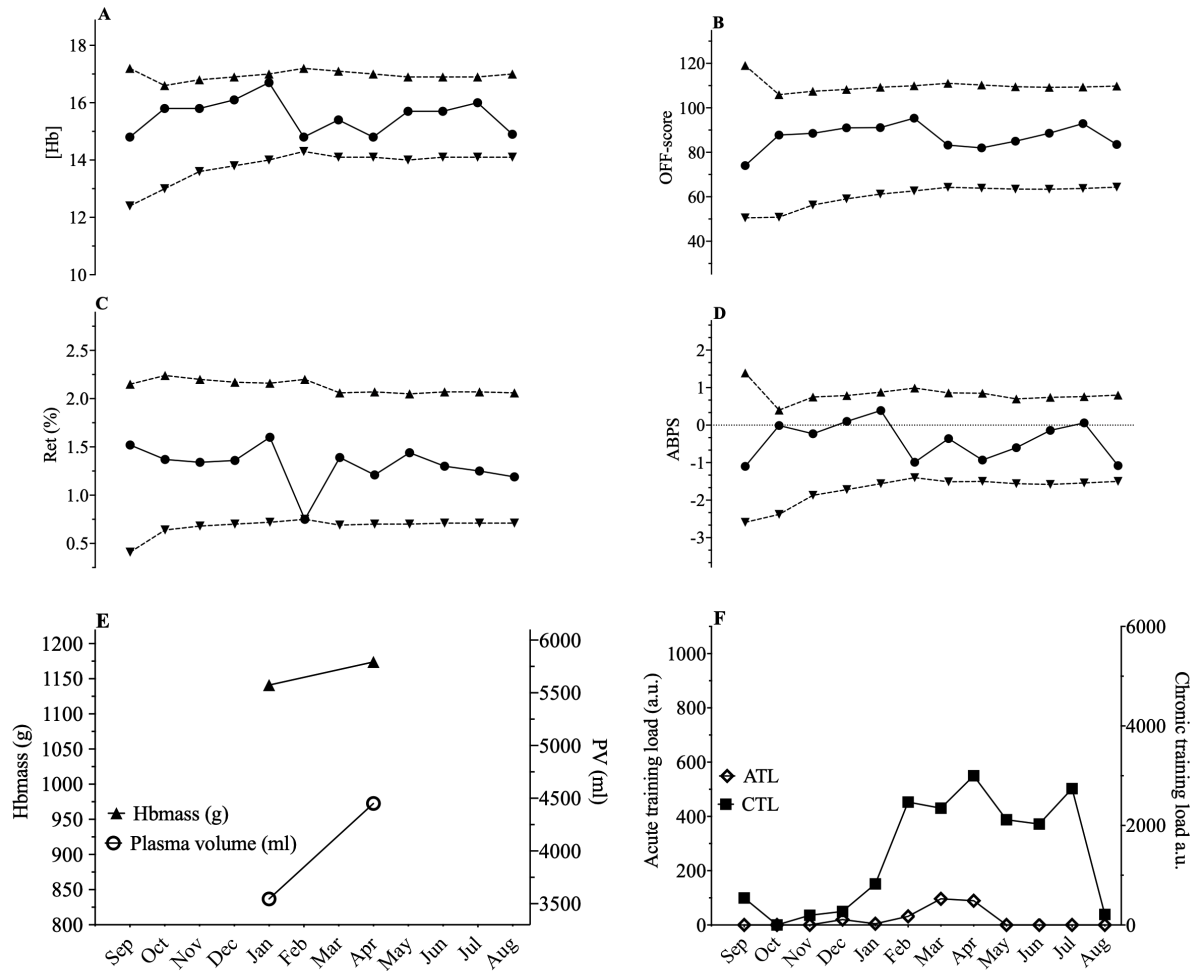 A
[Hb]
18
16
14
12
10
B
OFF-score
120
100
80
60
40
C
Ret (%)
2.5
2.0
1.5
1.0
0.5
D
ABPS
2
1
0
-1
-2
-3
E
Hbmass (g)
1200
1150
1100
1050
1000
975
950
900
850
800
Hbmass (g)
Plasma volume (ml)
6000
5500
5000
4500
4000
3500
PV (ml)
Sep Oct Nov Dec Jan Feb Mar Apr May Jun Jul Aug
F
Acute training load (a.u.)
1000
800
600
400
200
0
ATL
CTL
6000
4000
2000
0
Chronic training load a.u.
Sep Oct Nov Dec Jan Feb Mar Apr May Jun Jul Aug